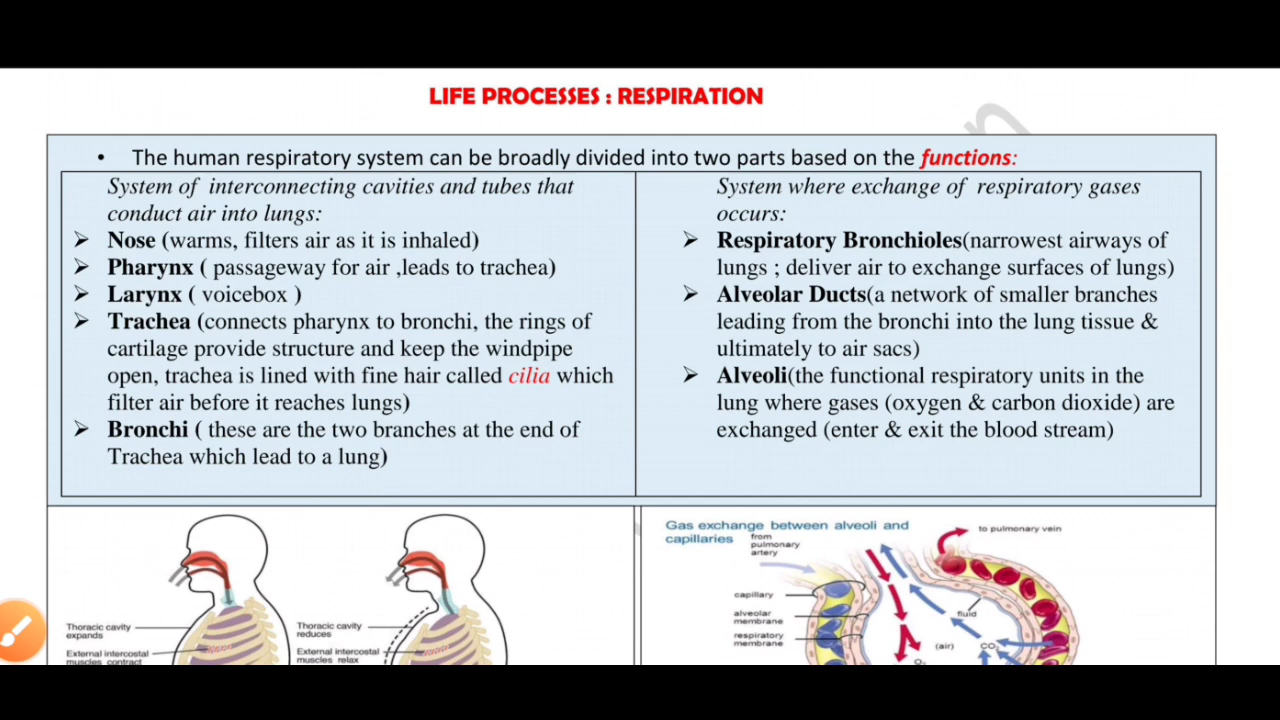 LIFE PROCESSES : RESPIRATION
• The human respiratory system can be broadly divided into two parts based on the functions:
System of interconnecting cavities and tubes that
conduct air into lungs:
➢ Nose (warms, filters air as it is inhaled)
➢ Pharynx ( passageway for air ,leads to trachea)
➢ Larynx ( voicebox )
➢ Trachea (connects pharynx to bronchi, the rings of
cartilage provide structure and keep the windpipe
open, trachea is lined with fine hair called cilia which
filter air before it reaches lungs)
➢ Bronchi ( these are the two branches at the end of
Trachea which lead to a lung)
System where exchange of respiratory gases
occurs:
➢ Respiratory Bronchioles(narrowest airways of
lungs ; deliver air to exchange surfaces of lungs)
➢ Alveolar Ducts(a network of smaller branches
leading from the bronchi into the lung tissue &
ultimately to air sacs)
➢ Alveoli(the functional respiratory units in the
lung where gases (oxygen & carbon dioxide) are
exchanged (enter & exit the blood stream)
Thoracic cavity
expands
External intercostal
muscles contract
Thoracic cavity
reduces
External intercostal
muscles relax
Gas exchange between alveoli and
capillaries
from
pulmonary
artery
to pulmonary vein
capillary
alveolar
membrane
respiratory
membrane
fluid
(air)
CO₂
O₂